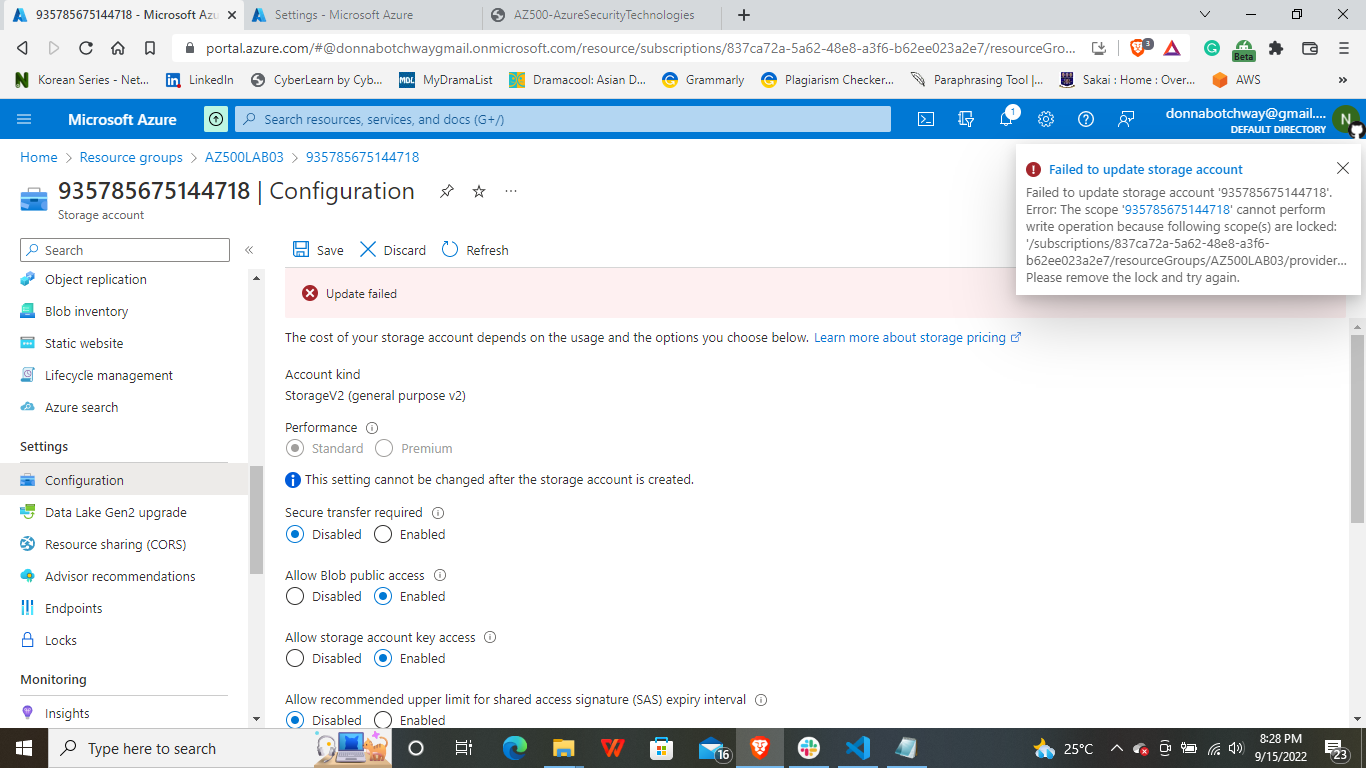 935785675144718 - Microsoft Azu
Settings - Microsoft Azure
AZ500-AzureSecurityTechnologies
portal.azure.com/#@donnabotchwaygmail.onmicrosoft.com/resource/subscriptions/837ca72a-5a62-48e8-a3f6-b62ee023a2e7/resourceGro...
3
Beta
Korean Series - Net...
LinkedIn
CyberLearn by Cyb...
MDL
MyDramaList
Dramacool: Asian D...
Grammarly
Plagiarism Checker...
Paraphrasing Tool |...
Sakai : Home : Over...
AWS
»
Microsoft Azure
Search resources, services, and docs (G+/)
1
donnabotchway@gmail....
DEFAULT DIRECTORY
N
Home > Resource groups > AZ500LAB03 > 935785675144718
935785675144718 | Configuration
...
Storage account
Failed to update storage account
Failed to update storage account '935785675144718'.
Error: The scope '935785675144718' cannot perform
write operation because following scope(s) are locked:
'/subscriptions/837ca72a-5a62-48e8-a3f6-
b62ee023a2e7/resourceGroups/AZ500LAB03/provider...
Please remove the lock and try again.
Search
«
Save
Discard
Refresh
Update failed
Object replication
Blob inventory
Static website
Lifecycle management
Azure search
Settings
Configuration
Data Lake Gen2 upgrade
Resource sharing (CORS)
Advisor recommendations
Endpoints
Locks
Monitoring
Insights
The cost of your storage account depends on the usage and the options you choose below. Learn more about storage pricing
Account kind
StorageV2 (general purpose v2)
Performance
Standard
Premium
This setting cannot be changed after the storage account is created.
Secure transfer required
Disabled
Enabled
Allow Blob public access
Disabled
Enabled
Allow storage account key access
Disabled
Enabled
Allow recommended upper limit for shared access signature (SAS) expiry interval
Disabled
Enabled
Type here to search
16
25°C
8:28 PM
9/15/2022
23